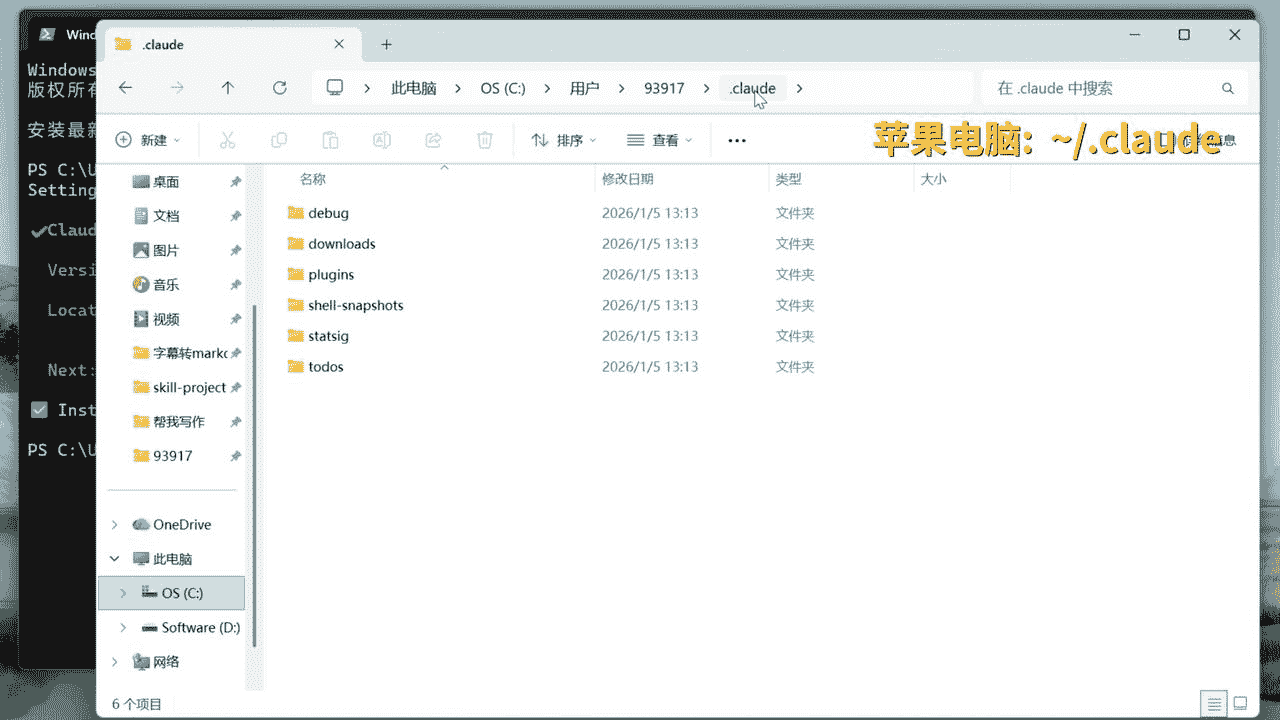 Wind
.claude
Windows
版权所有
此电脑
OS (C:)
用户
93917
.claude
在 .claude 中搜索
安装最新
新建
排序
查看
苹果电脑: ~/.claude
息
PS C:\U
Setting
Claud
Versi
Locat
Next:
Inst
PS C:\U
桌面
文档
图片
音乐
视频
字幕转markd
skill-project
帮我写作
93917
OneDrive
此电脑
OS (C:)
Software (D:)
网络
名称 修改日期 类型 大小
debug 2026/1/5 13:13 文件夹
downloads 2026/1/5 13:13 文件夹
plugins 2026/1/5 13:13 文件夹
shell-snapshots 2026/1/5 13:13 文件夹
statsig 2026/1/5 13:13 文件夹
todos 2026/1/5 13:13 文件夹
6 个项目